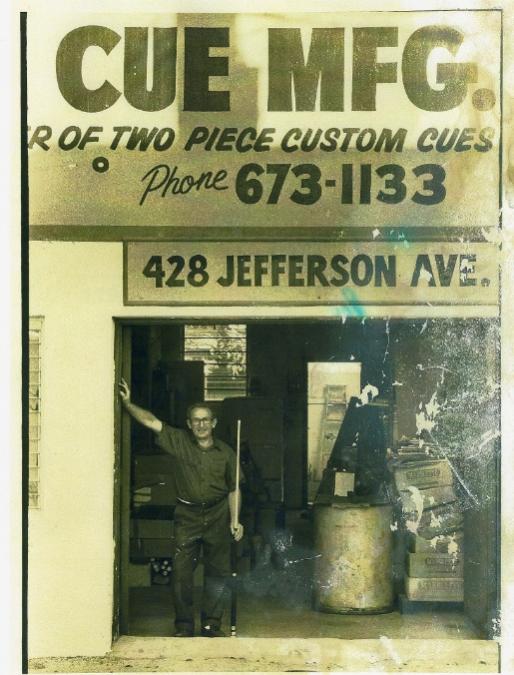 CUE MFG.
R OF TWO PIECE CUSTOM CUES
Phone 673-1133
428 JEFFERSON AVE.